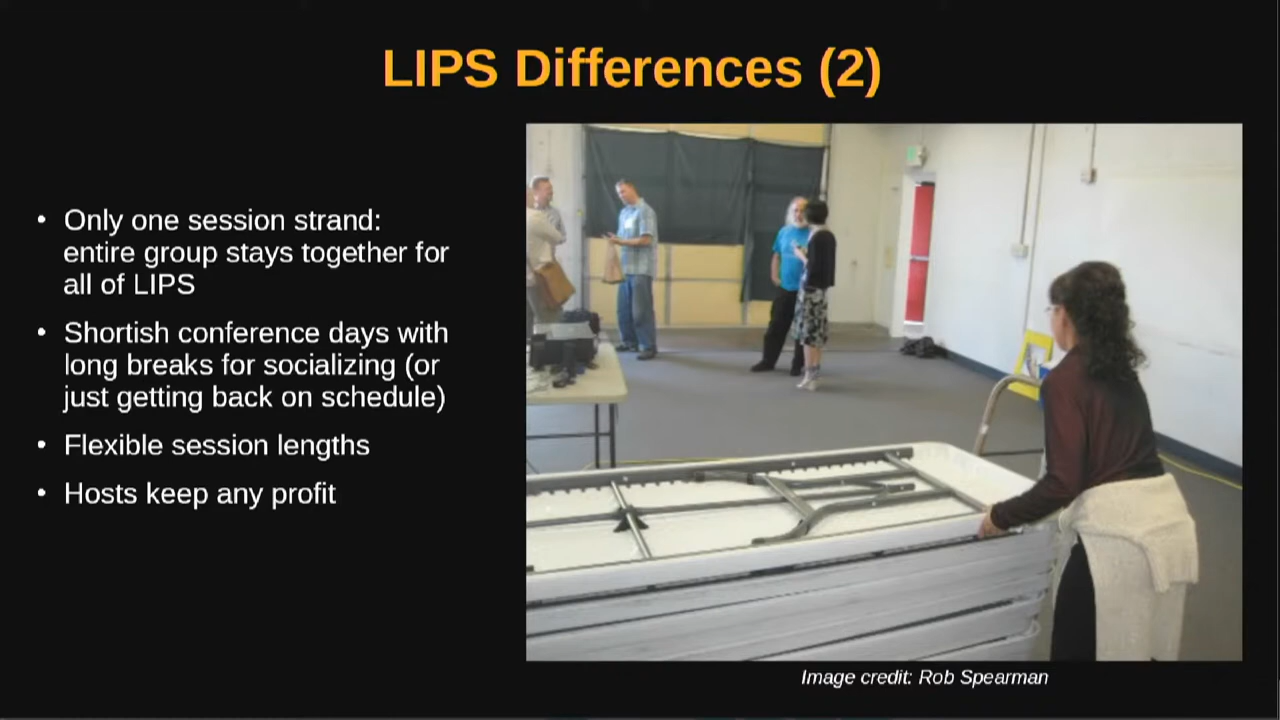 LIPS Differences (2)
• Only one session strand:
entire group stays together for
all of LIPS
• Shortish conference days with
long breaks for socializing (or
just getting back on schedule)
• Flexible session lengths
• Hosts keep any profit
Image credit: Rob Spearman